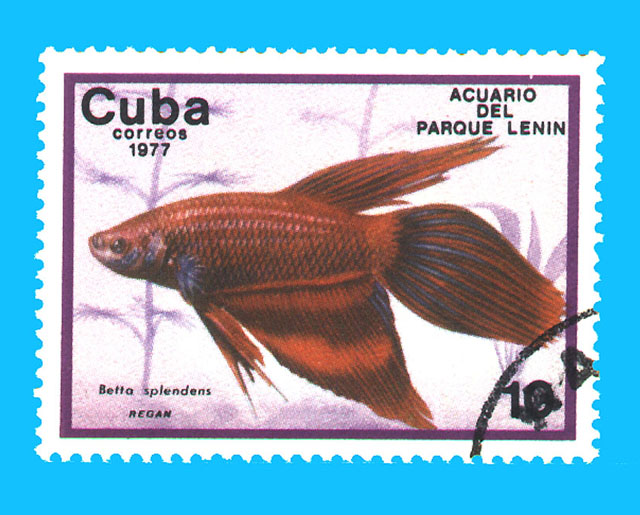 Cuba
correos
1977
ACUARIO
DEL
PARQUE LENIN
Betta splendens
REGAN